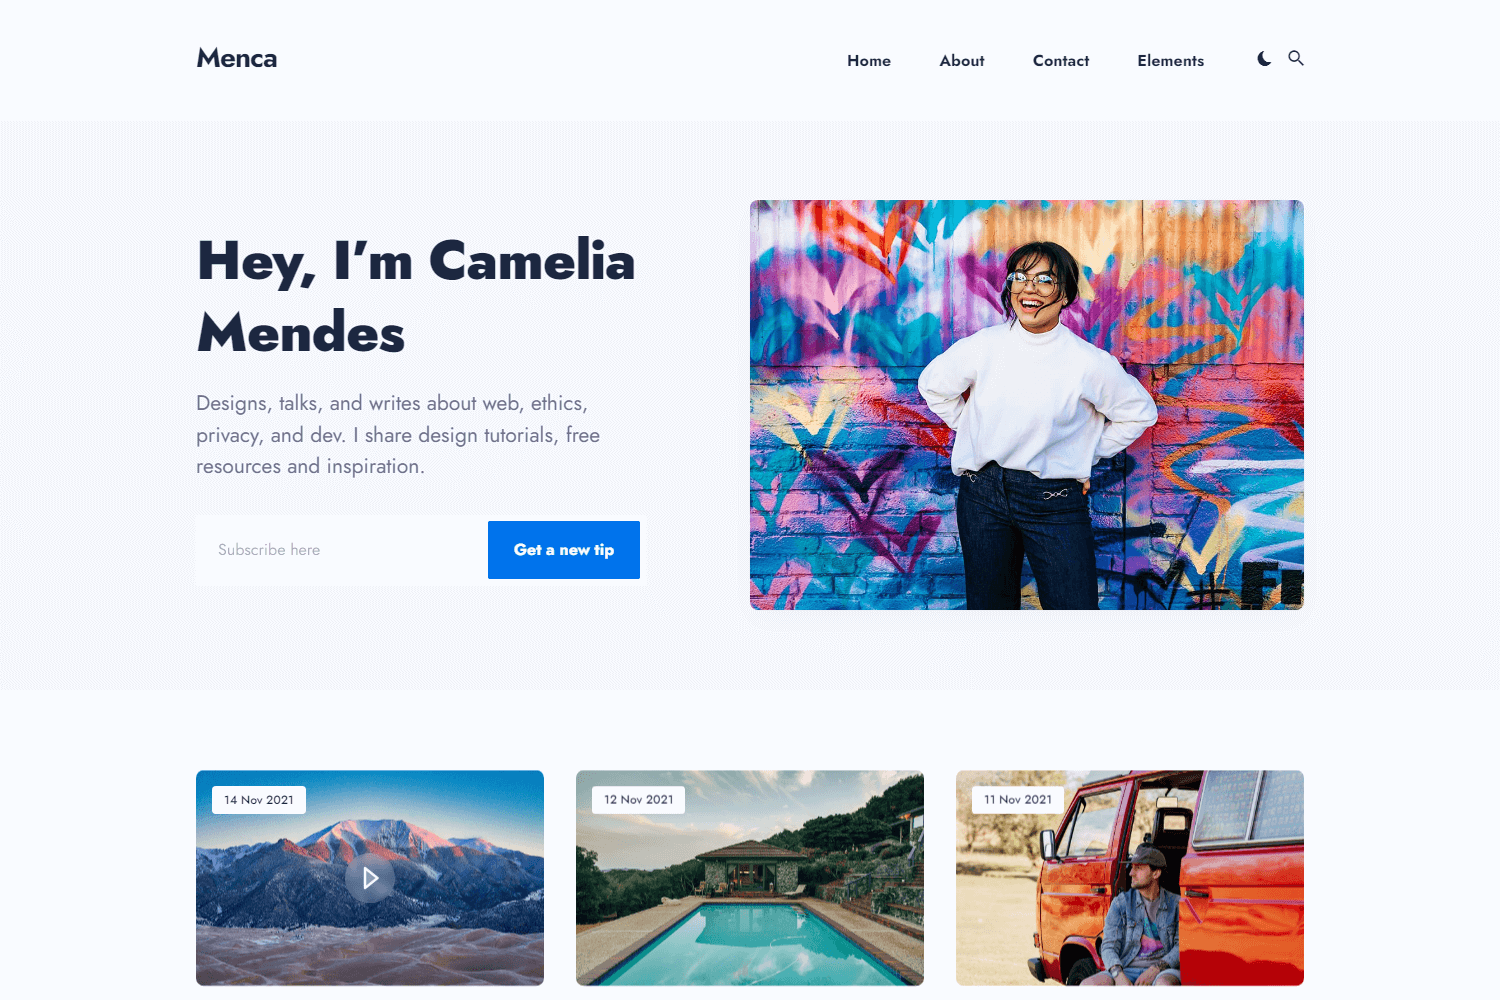 Menca
Home
About
Contact
Elements
Hey, I'm Camelia
Mendes
Designs, talks, and writes about web, ethics,
privacy, and dev. I share design tutorials, free
resources and inspiration.
Subscribe here
Get a new tip
14 Nov 2021
12 Nov 2021
11 Nov 2021